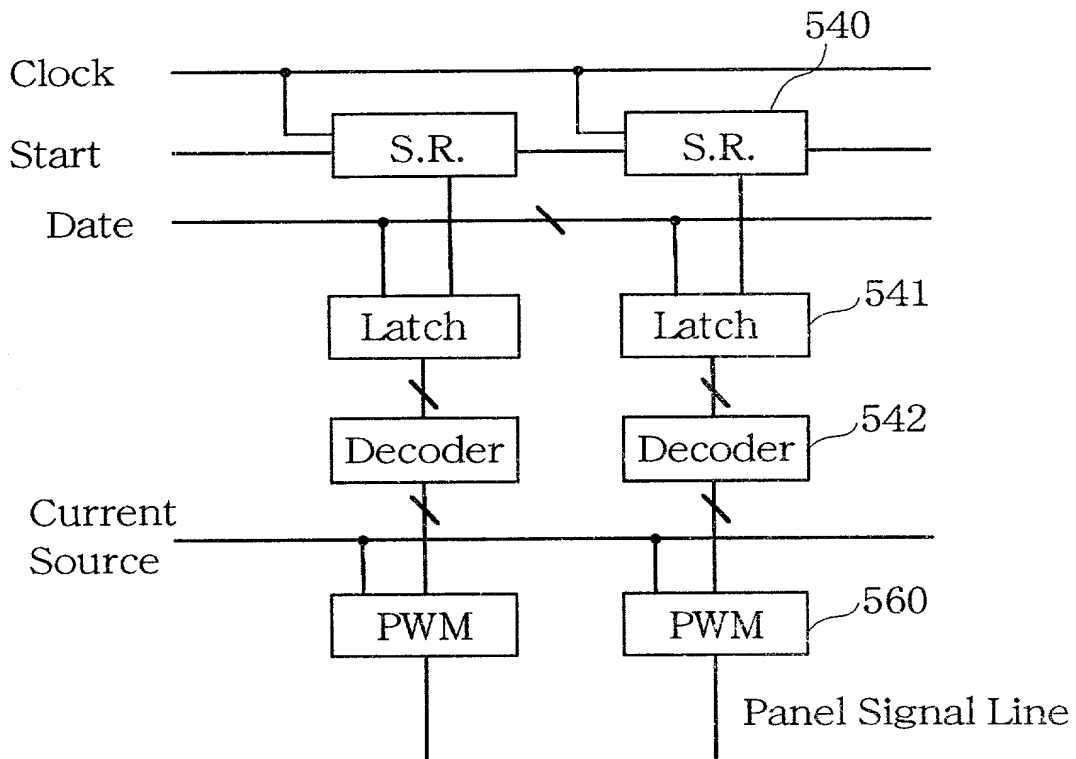 540
Clock
S.R. S.R.
Start
Date
Latch Latch 541
Decoder Decoder 542
Current
Source
PWM PWM 560
Panel Signal Line